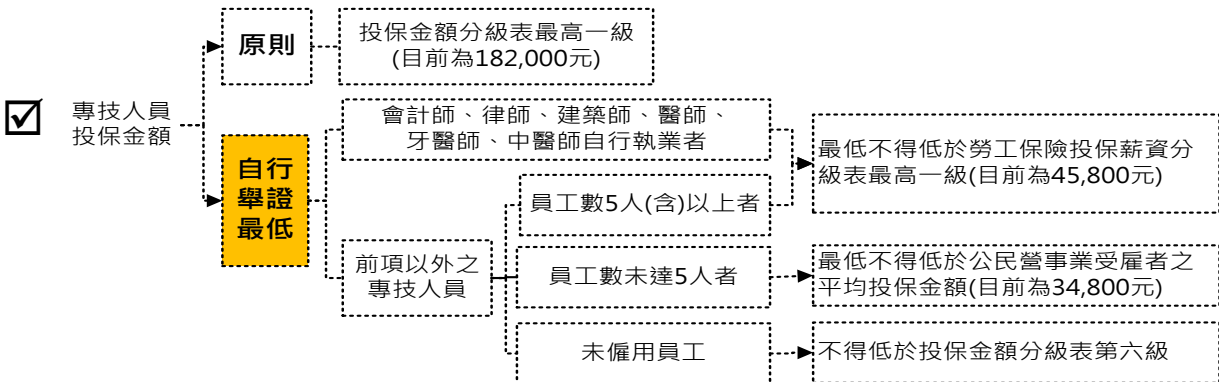 ☑ 專技人員
投保金額
原則
投保金額分級表最高一級
(目前為182,000元)
自行
舉證
最低
會計師、律師、建築師、醫師、
牙醫師、中醫師自行執業者
前項以外之
專技人員
員工數5人(含)以上者
最低不得低於勞工保險投保薪資分
級表最高一級(目前為45,800元)
員工數未達5人者
最低不得低於公民營事業受雇者之
平均投保金額(目前為34,800元)
未僱用員工
不得低於投保金額分級表第六級